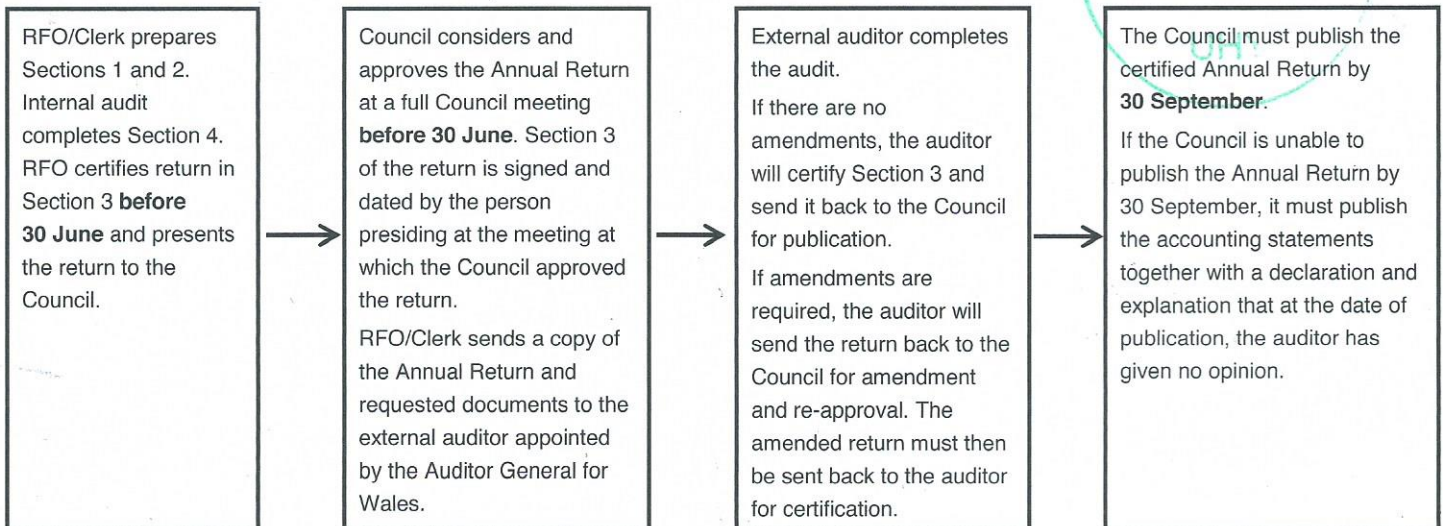 RFO/Clerk prepares
Sections 1 and 2.
Internal audit
completes Section 4.
RFO certifies return in
Section 3 before
30 June and presents
the return to the
Council.
Council considers and
approves the Annual Return
at a full Council meeting
before 30 June. Section 3
of the return is signed and
dated by the person
presiding at the meeting at
which the Council approved
the return.
RFO/Clerk sends a copy of
the Annual Return and
requested documents to the
external auditor appointed
by the Auditor General for
Wales.
External auditor completes
the audit.
If there are no
amendments, the auditor
will certify Section 3 and
send it back to the Council
for publication.
If amendments are
required, the auditor will
send the return back to the
Council for amendment
and re-approval. The
amended return must then
be sent back to the auditor
for certification.
The Council must publish the
certified Annual Return by
30 September.
If the Council is unable to
publish the Annual Return by
30 September, it must publish
the accounting statements
together with a declaration and
explanation that at the date of
publication, the auditor has
given no opinion.